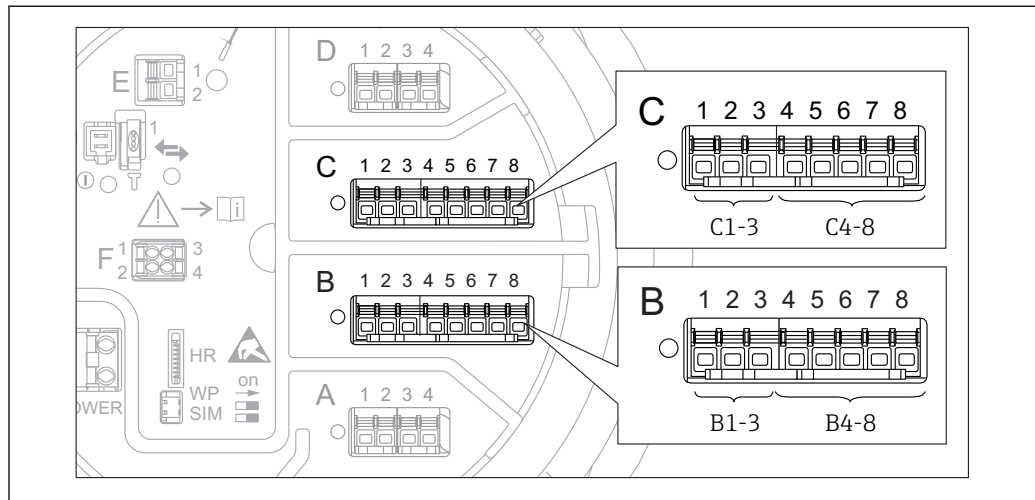 D 1 2 3 4
E 1
2
1
C 1 2 3 4 5 6 7 8
i
F 1 3
2 4
B 1 2 3 4 5 6 7 8
HR
WP on
SIM
OWER
A 1 2 3 4
C 1 2 3 4 5 6 7 8
C1-3 C4-8
B 1 2 3 4 5 6 7 8
B1-3 B4-8